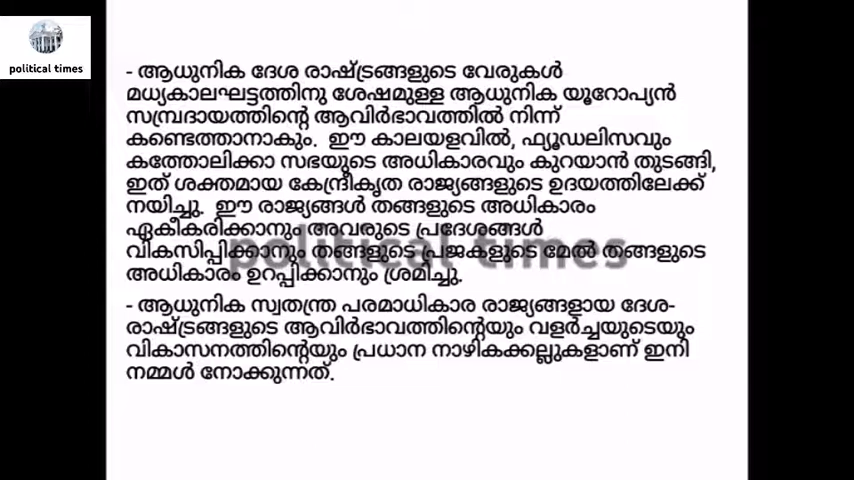 political times
- ആധുനിക ദേശ രാഷ്ട്രങ്ങളുടെ വേരുകൾ
മധ്യകാലഘട്ടത്തിനു ശേഷമുള്ള ആധുനിക യൂറോപ്യൻ
സമ്പ്രദായത്തിന്റെ ആവിർഭാവത്തിൽ നിന്ന്
കണ്ടെത്താനാകും. ഈ കാലയളവിൽ, ഫ്യൂഡലിസവും
കത്തോലിക്കാ സഭയുടെ അധികാരവും കുറയാൻ തുടങ്ങി,
ഇത് ശക്തമായ കേന്ദ്രീകൃത രാജ്യങ്ങളുടെ ഉദയത്തിലേക്ക്
നയിച്ചു. ഈ രാജ്യങ്ങൾ തങ്ങളുടെ അധികാരം
ഏകീകരിക്കാനും അവരുടെ പ്രദേശങ്ങൾ
വികസിപ്പിക്കാനും തങ്ങളുടെ പ്രജകളുടെ മേൽ തങ്ങളുടെ
political times
അധികാരം ഉറപ്പിക്കാനും ശ്രമിച്ചു.
- ആധുനിക സ്വതന്ത്ര പരമാധികാര രാജ്യങ്ങളായ ദേശ-
രാഷ്ട്രങ്ങളുടെ ആവിർഭാവത്തിന്റെയും വളർച്ചയുടെയും
വികാസനത്തിന്റെയും പ്രധാന നാഴികക്കല്ലുകളാണ് ഇനി
നമ്മൾ നോക്കുന്നത്.